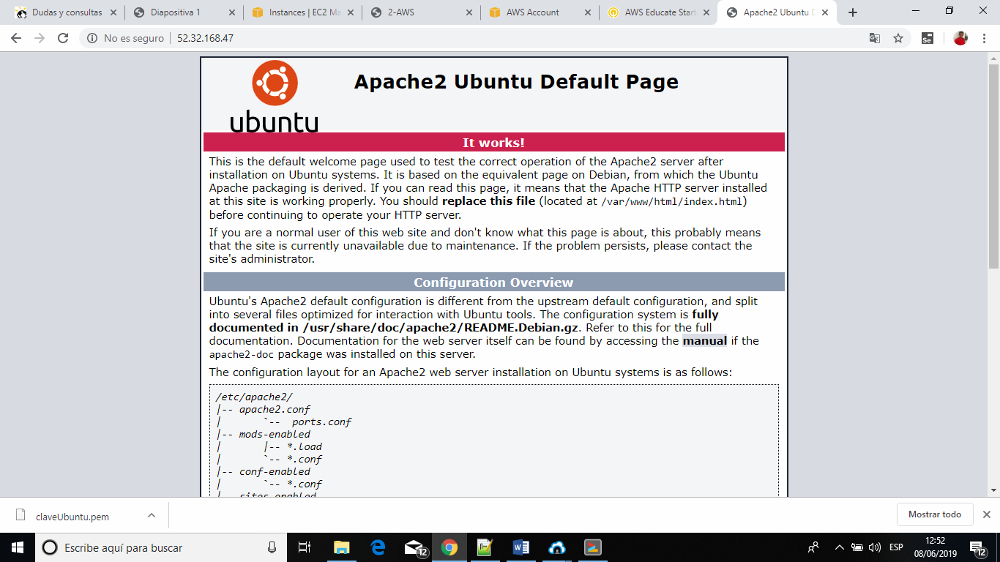 Dudas y consultas
Diapositiva 1
Instances | EC2 Ma
2-AWS
AWS Account
AWS Educate Start
Apache2 Ubuntu D
No es seguro
52.32.168.47
Se
ubuntu
Apache2 Ubuntu Default Page
It works!
This is the default welcome page used to test the correct operation of the Apache2 server after
installation on Ubuntu systems. It is based on the equivalent page on Debian, from which the Ubuntu
Apache packaging is derived. If you can read this page, it means that the Apache HTTP server installed
at this site is working properly. You should replace this file (located at /var/www/html/index.html)
before continuing to operate your HTTP server.
If you are a normal user of this web site and don't know what this page is about, this probably means
that the site is currently unavailable due to maintenance. If the problem persists, please contact the
site's administrator.
Configuration Overview
Ubuntu's Apache2 default configuration is different from the upstream default configuration, and split
into several files optimized for interaction with Ubuntu tools. The configuration system is fully
documented in /usr/share/doc/apache2/README.Debian.gz. Refer to this for the full
documentation. Documentation for the web server itself can be found by accessing the manual if the
apache2-doc package was installed on this server.
The configuration layout for an Apache2 web server installation on Ubuntu systems is as follows:
/etc/apache2/
|-- apache2.conf
|       `--  ports.conf
|-- mods-enabled
|       |-- *.load
|       `-- *.conf
|-- conf-enabled
|       `-- *.conf
|-- sites-enabled
claveUbuntu.pem
Mostrar todo
Escribe aquí para buscar
12
ESP
12:52
08/06/2019
12